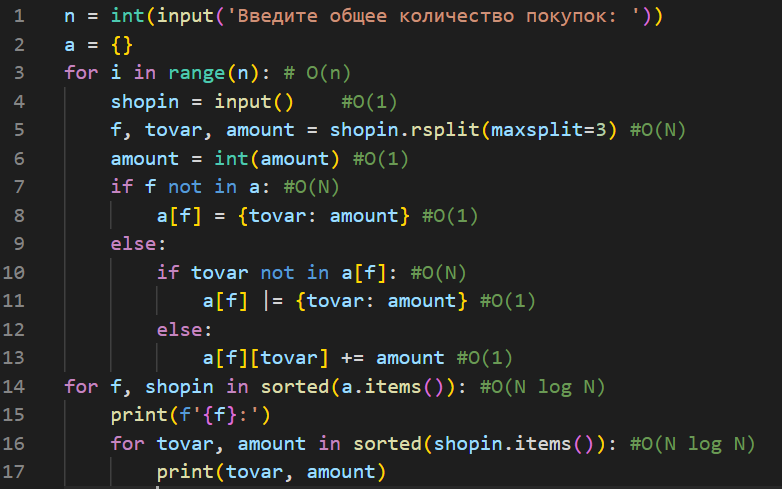 1 n = int(input('Введите общее количество покупок: '))
2 a = {}
3 for i in range(n): # O(n)
4 shopin = input() #O(1)
5 f, tovar, amount = shopin.rsplit(maxsplit=3) #O(N)
6 amount = int(amount) #O(1)
7 if f not in a: #O(N)
8 a[f] = {tovar: amount} #O(1)
9 else:
10 if tovar not in a[f]: #O(N)
11 a[f] |= {tovar: amount} #O(1)
12 else:
13 a[f][tovar] += amount #O(1)
14 for f, shopin in sorted(a.items()): #O(N log N)
15 print(f'{f}:')
16 for tovar, amount in sorted(shopin.items()): #O(N log N)
17 print(tovar, amount)